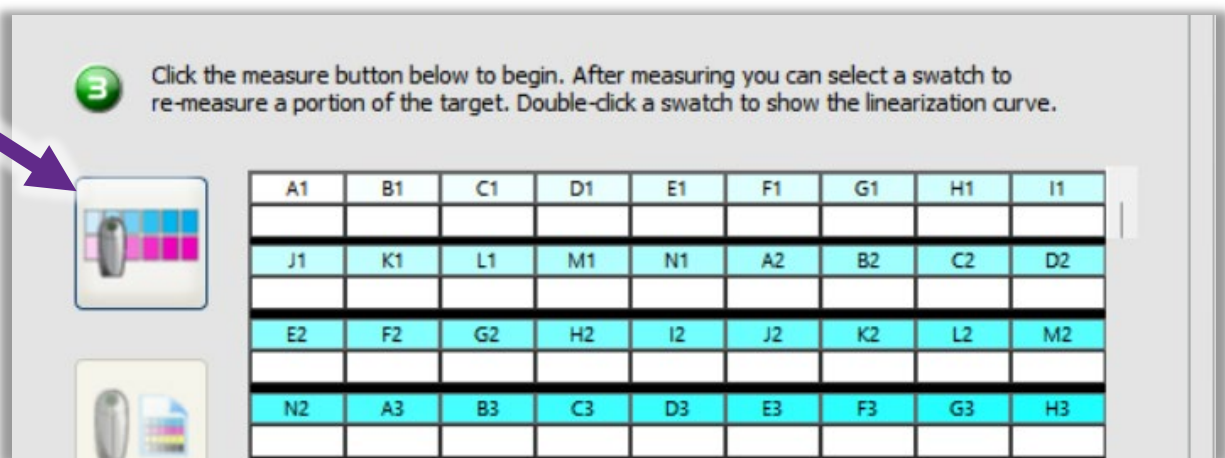 3
Click the measure button below to begin. After measuring you can select a swatch to
re-measure a portion of the target. Double-click a swatch to show the linearization curve.
A1 B1 C1 D1 E1 F1 G1 H1 I1
J1 K1 L1 M1 N1 A2 B2 C2 D2
E2 F2 G2 H2 I2 J2 K2 L2 M2
N2 A3 B3 C3 D3 E3 F3 G3 H3